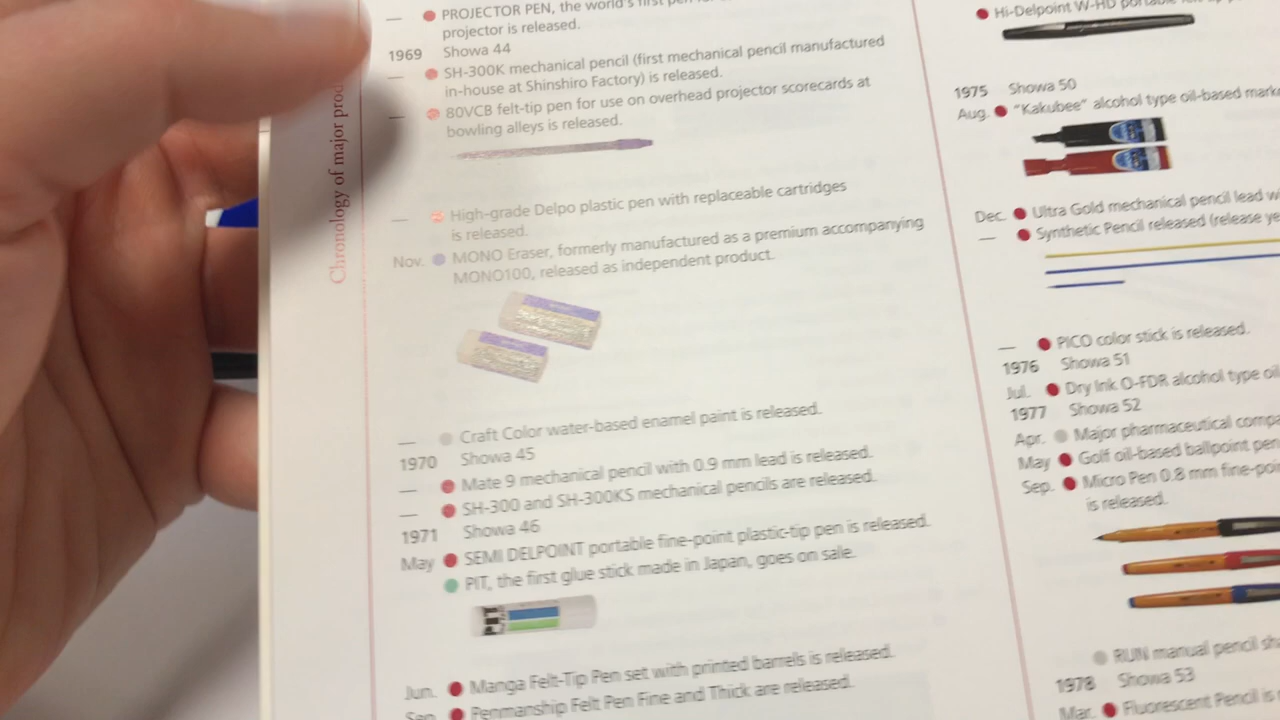 Chronology of major
— PROJECTOR PEN, the world's first
projector is released.
1969 Showa 44
— SH-300K mechanical pencil (first mechanical pencil manufactured
in-house at Shinshiro Factory) is released.
— 80VCB felt-tip pen for use on overhead projector scorecards at
bowling alleys is released.
— High-grade Delpo plastic pen with replaceable cartridges
is released.
Nov. MONO Eraser, formerly manufactured as a premium accompanying
MONO100, released as independent product.
— Craft Color water-based enamel paint is released.
1970 Showa 45
— Mate 9 mechanical pencil with 0.9 mm lead is released.
— SH-300 and SH-300KS mechanical pencils are released.
1971 Showa 46
May SEMI DELPOINT portable fine-point plastic-tip pen is released.
PIT, the first glue stick made in Japan, goes on sale.
Jun. Manga Felt-Tip Pen set with printed barrels is released.
Sep. Penmanship Felt Pen Fine and Thick are released.
Hi-Delpoint W-HD
1975 Showa 50
Aug. "Kakubee" alcohol type oil-based
Dec. Ultra Gold mechanical pencil lead
— Synthetic Pencil released (release
— PICO color stick is released.
1976 Showa 51
Jul. Dry Ink O-FDR alcohol type
1977 Showa 52
Apr. Major pharmaceutical
May Golf oil-based ballpoint
Sep. Micro Pen 0.8 mm
is released.
RUN manual pencil
1978 Showa 53
Mar. Fluorescent Pencil is